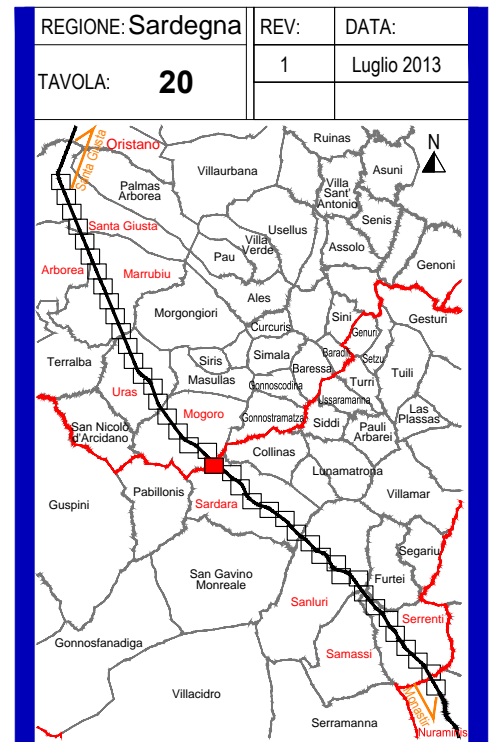 REGIONE: Sardegna
REV:
DATA:
TAVOLA: 20
1
Luglio 2013
N
Santa Giusta
Oristano
Ruinas
Villaurbana
Asuni
Palmas
Arborea
Villa
Sant'
Antonio
Senis
Usellus
Santa Giusta
Villa
Verde
Assolo
Pau
Genoni
Arborea
Marrubiu
Ales
Morgongiori
Sini
Gesturi
Curcuris
Genuri
Terralba
Siris
Simala
Baradili
Setzu
Baressa
Tuili
Masullas
Gonnoscodina
Turri
Uras
Ussaramanna
Mogoro
Gonnostramatza
Siddi
Las
Plassas
San Nicolò
d'Arcidano
Pauli
Arbarei
Collinas
Lunamatrona
Pabillonis
Villamar
Guspini
Sardara
Segariu
San Gavino
Monreale
Furtei
Sanluri
Serrenti
Gonnosfanadiga
Samassi
Villacidro
Monastir
Serramanna
Nuraminis